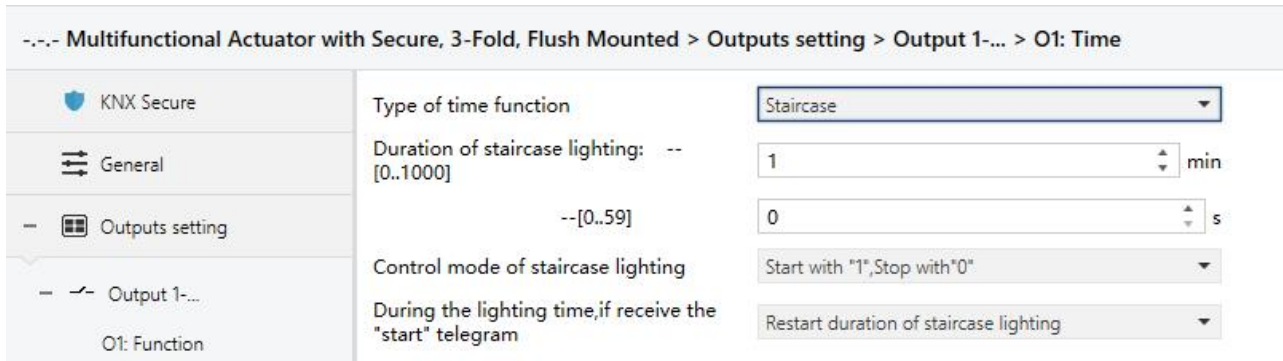 -.-.- Multifunctional Actuator with Secure, 3-Fold, Flush Mounted > Outputs setting > Output 1-... > O1: Time
KNX Secure
General
Outputs setting
Output 1-...
O1: Function
Type of time function
Staircase
Duration of staircase lighting: --
[0..1000]
1
min
--[0..59]
0
s
Control mode of staircase lighting
Start with "1",Stop with"0"
During the lighting time,if receive the
"start" telegram
Restart duration of staircase lighting